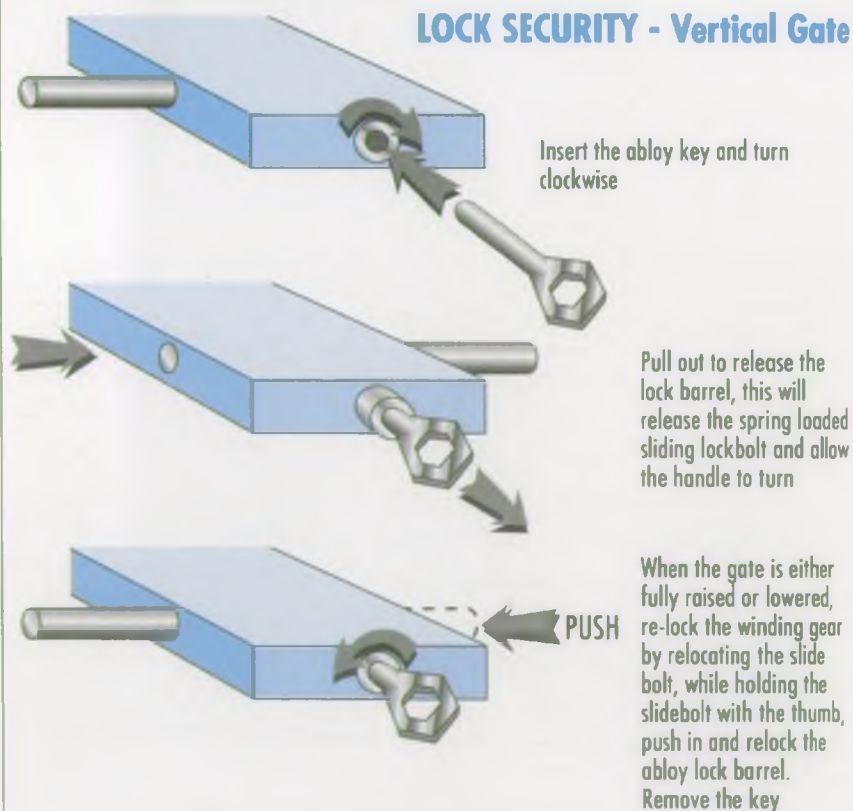 LOCK SECURITY - Vertical Gate
Insert the abloy key and turn
clockwise
Pull out to release the
lock barrel, this will
release the spring loaded
sliding lockbolt and allow
the handle to turn
PUSH
When the gate is either
fully raised or lowered,
re-lock the winding gear
by relocating the slide
bolt, while holding the
slidebolt with the thumb,
push in and relock the
abloy lock barrel.
Remove the key